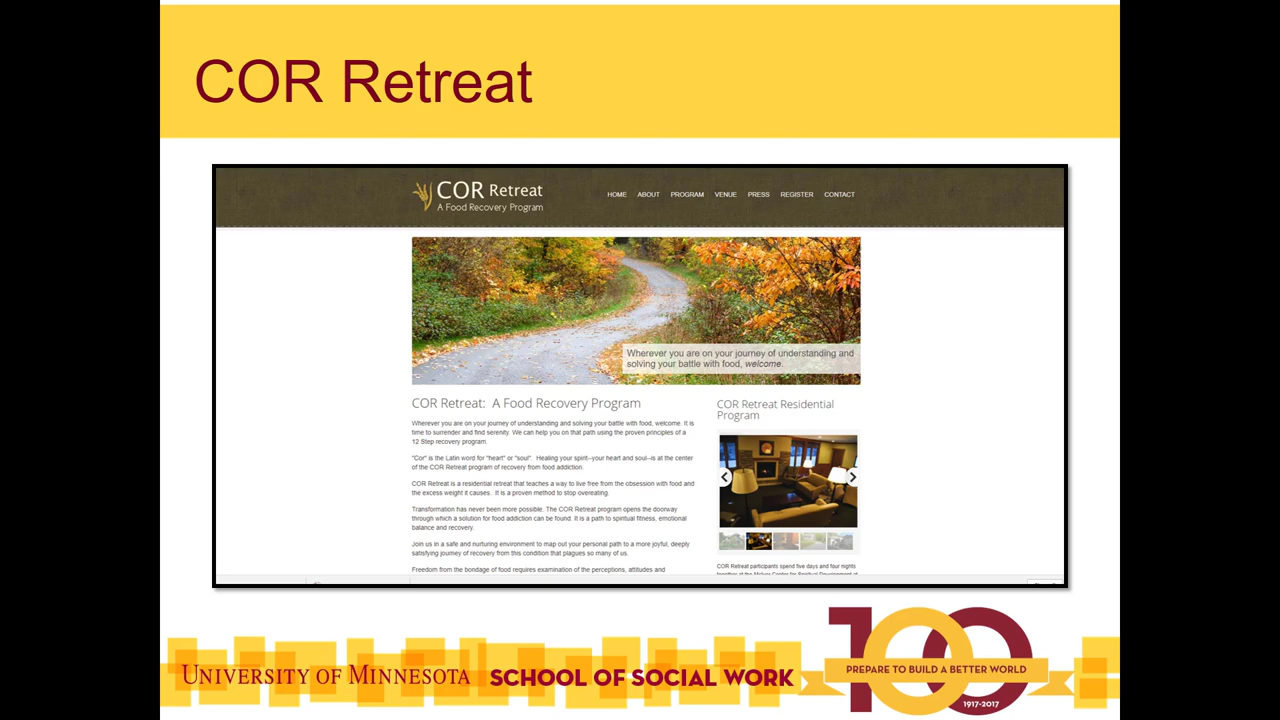 COR Retreat
COR Retreat
A Food Recovery Program
HOME ABOUT PROGRAM VENUE PRESS REGISTER CONTACT
Wherever you are on your journey of understanding and
solving your battle with food, welcome.
COR Retreat: A Food Recovery Program
Wherever you are on your journey of understanding and solving your battle with food, welcome. It is
time to surrender and find serenity. We can help you on that path using the proven principles of a
12 Step recovery program.
"Cor" is the Latin word for "heart" or "soul". Healing your spirit--your heart and soul--is at the center
of the COR Retreat program of recovery from food addiction.
COR Retreat is a residential retreat that teaches a way to live free from the obsession with food and
the excess weight it causes. It is a proven method to stop overeating.
Transformation has never been more possible. The COR Retreat program opens the doorway
through which a solution for food addiction can be found. It is a path to spiritual fitness, emotional
balance and recovery.
Join us in a safe and nurturing environment to map out your personal path to a more joyful, deeply
satisfying journey of recovery from this condition that plagues so many of us.
Freedom from the bondage of food requires examination of the perceptions, attitudes and
COR Retreat Residential
Program
COR Retreat participants spend five days and four nights
together at the McIver Center for Spiritual Development at
UNIVERSITY OF MINNESOTA SCHOOL OF SOCIAL WORK
100
PREPARE TO BUILD A BETTER WORLD
1917-2017